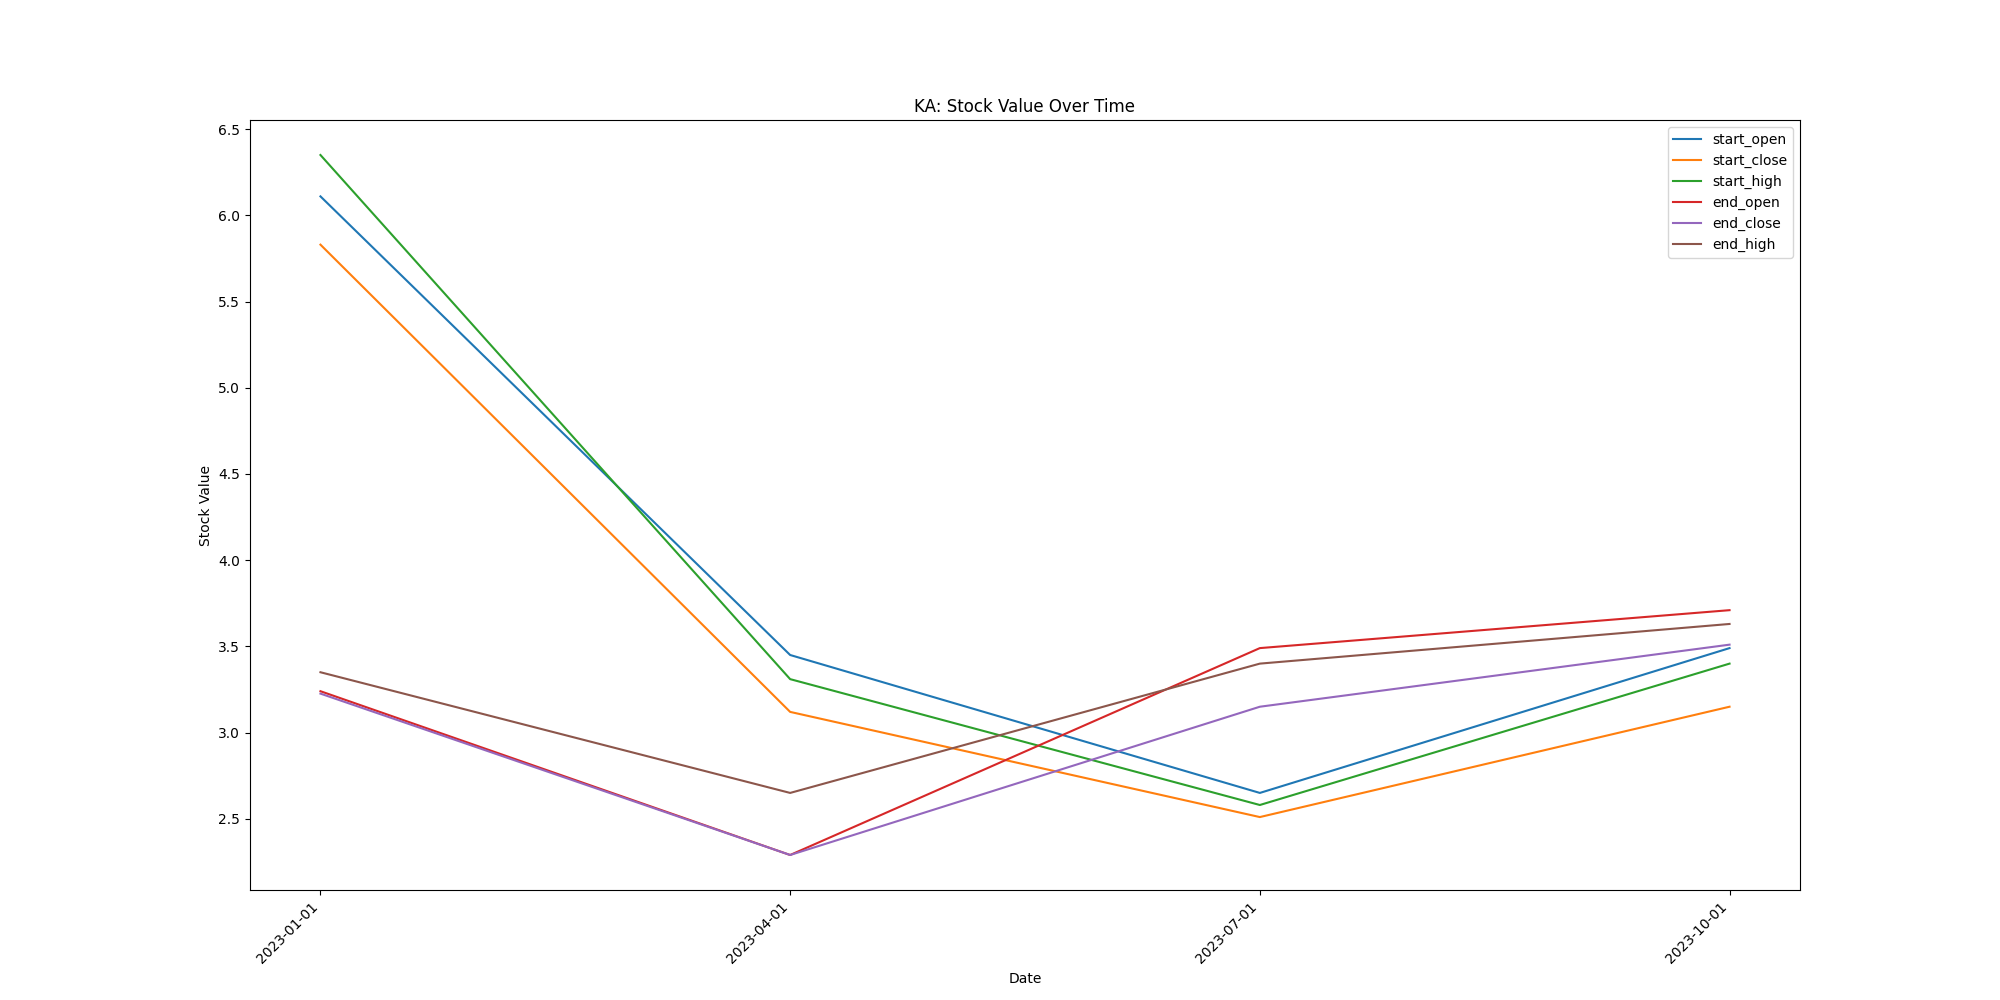 KA: Stock Value Over Time
6.5
6.0
5.5
5.0
4.5
4.0
3.5
3.0
2.5
Stock Value
start_open
start_close
start_high
end_open
end_close
end_high
2023-01-01
2023-04-01
2023-07-01
2023-10-01
Date